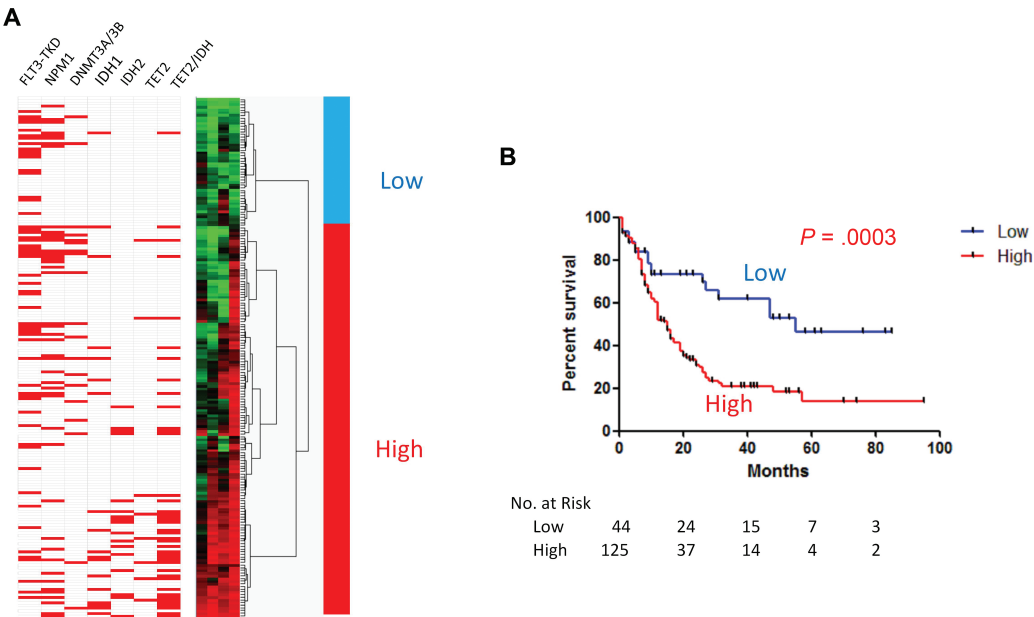 A
FLT3-TKD
NPM1
DNMT3A/3B
IDH1
IDH2
TET2
TET2/IDH
Low
High
B
P = .0003
Low
High
Percent survival
100
80
60
40
20
0
Low
High
0 20 40 60 80 100
Months
No. at Risk
Low 44 24 15 7 3
High 125 37 14 4 2